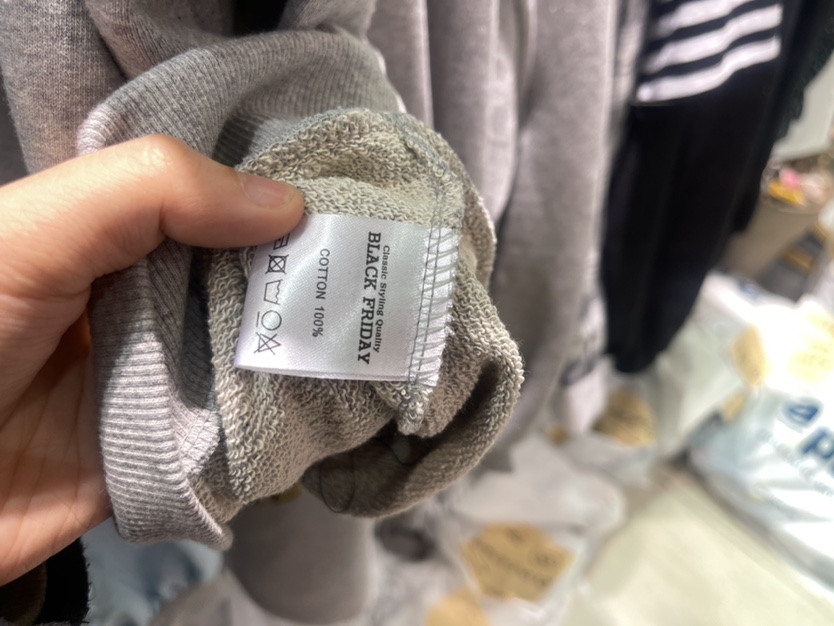 Classic Styling Quality
BLACK FRIDAY
COTTON 100%